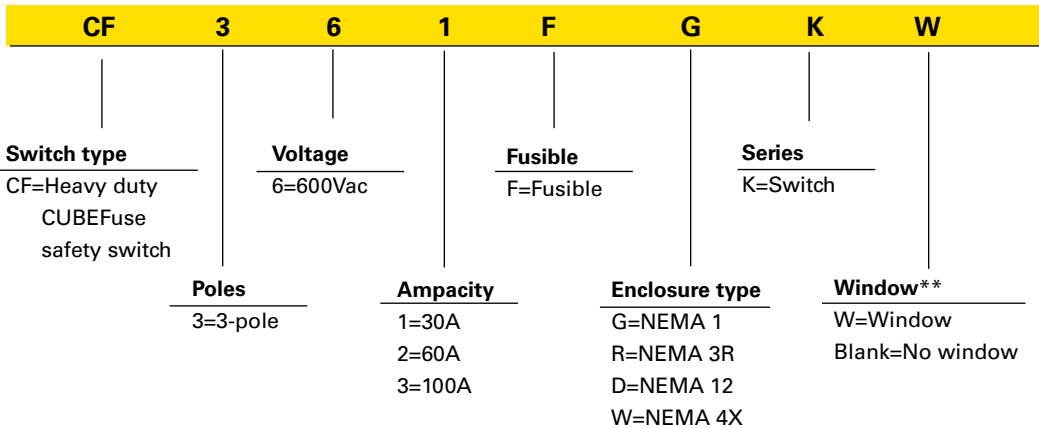 CF 3 6 1 F G K W
Switch type
CF=Heavy duty
CUBEFuse
safety switch
Voltage
6=600Vac
Fusible
F=Fusible
Series
K=Switch
Poles
3=3-pole
Ampacity
1=30A
2=60A
3=100A
Enclosure type
G=NEMA 1
R=NEMA 3R
D=NEMA 12
W=NEMA 4X
Window**
W=Window
Blank=No window